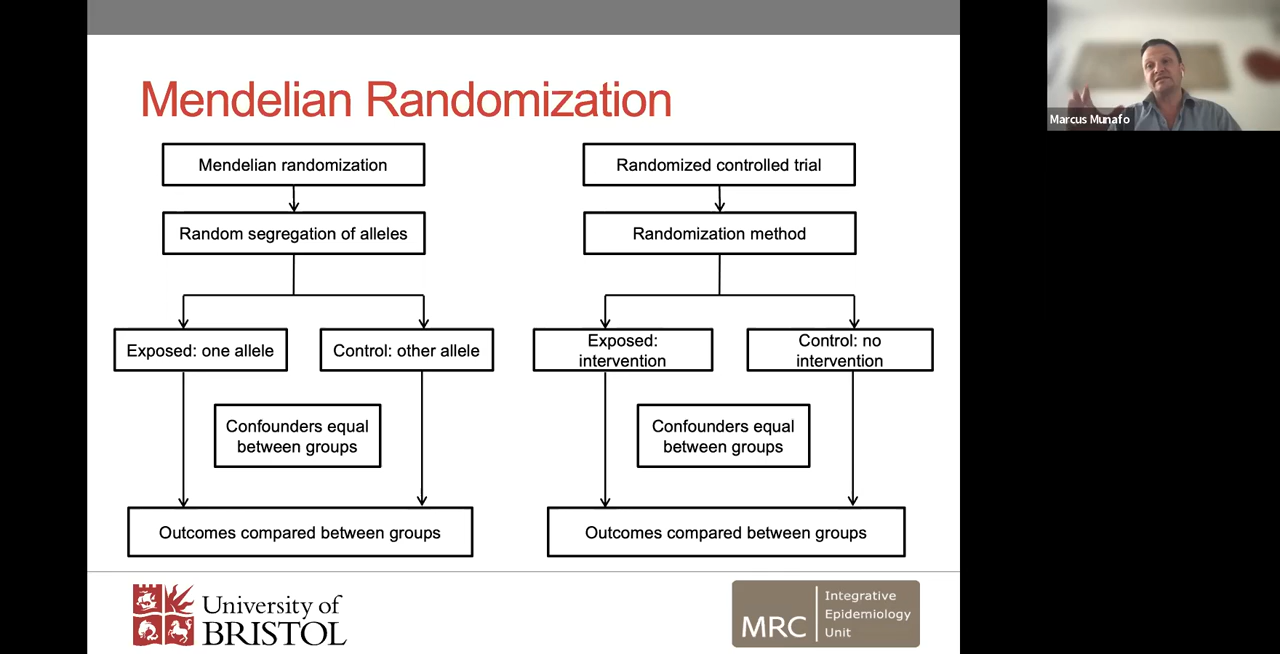 Mendelian Randomization
Mendelian randomization
Random segregation of alleles
Exposed: one allele
Control: other allele
Confounders equal
between groups
Outcomes compared between groups
Randomized controlled trial
Randomization method
Exposed:
intervention
Control: no
intervention
Confounders equal
between groups
Outcomes compared between groups
University of
BRISTOL
MRC
Integrative
Epidemiology
Unit
Marcus Munafo